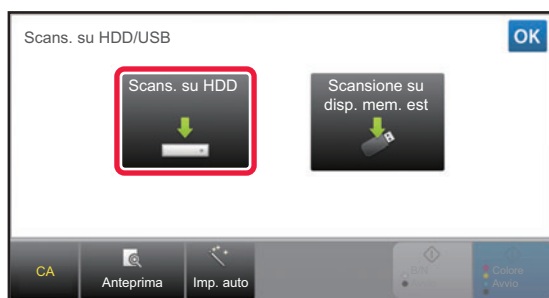 Scans. su HDD/USB
OK
Scans. su HDD
Scansione su
disp. mem. est
CA
Anteprima
Imp. auto
B/N
Colore
Avvio